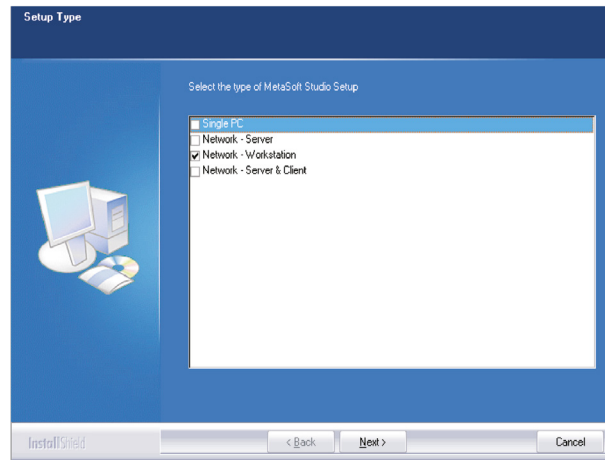 Setup Type
Select the type of MetaSoft Studio Setup
Single PC
Network - Server
Network - Workstation
Network - Server & Client
InstallShield
< Back
Next >
Cancel